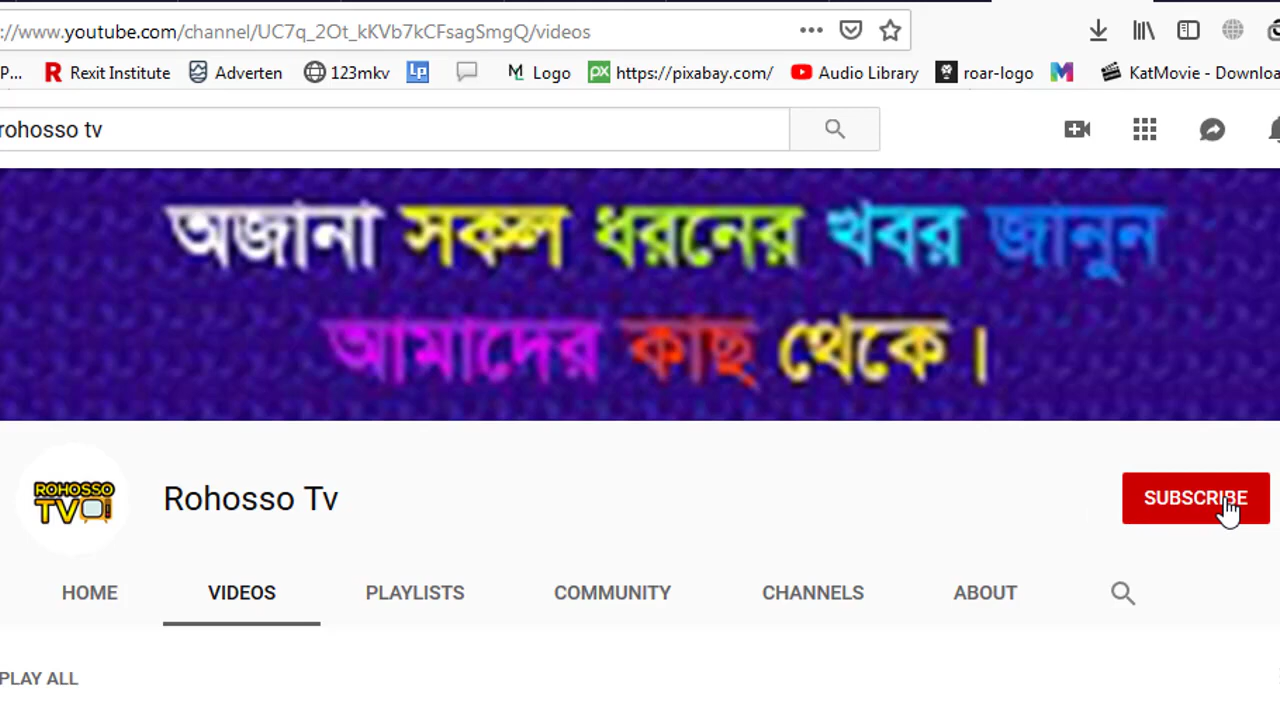 ://www.youtube.com/channel/UC7q_2Ot_kKVb7kCFsagSmgQ/videos
P... Rexit Institute Adverten 123mkv Lp Logo px https://pixabay.com/ Audio Library roar-logo M KatMovie - Downloa
rohosso tv
অজানা সকল ধরনের খবর জানুন
আমাদের কাছ থেকে।
ROHOSSO
TV
Rohosso Tv
SUBSCRIBE
HOME VIDEOS PLAYLISTS COMMUNITY CHANNELS ABOUT
PLAY ALL